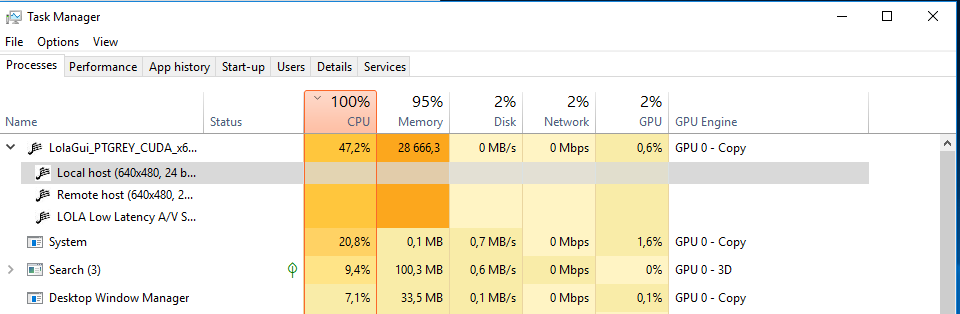 Task Manager
File Options View
Processes Performance App history Start-up Users Details Services
100% 95% 2% 2% 2%
Name Status CPU Memory Disk Network GPU GPU Engine
LolaGui_PTGREY_CUDA_x6... 47,2% 28 666,3 0 MB/s 0 Mbps 0,6% GPU 0 - Copy
Local host (640x480, 24 b...
Remote host (640x480, 2...
LOLA Low Latency A/V S...
System 20,8% 0,1 MB 0,7 MB/s 0 Mbps 1,6% GPU 0 - Copy
Search (3) 9,4% 100,3 MB 0,6 MB/s 0 Mbps 0% GPU 0 - 3D
Desktop Window Manager 7,1% 33,5 MB 0,1 MB/s 0 Mbps 0,1% GPU 0 - Copy